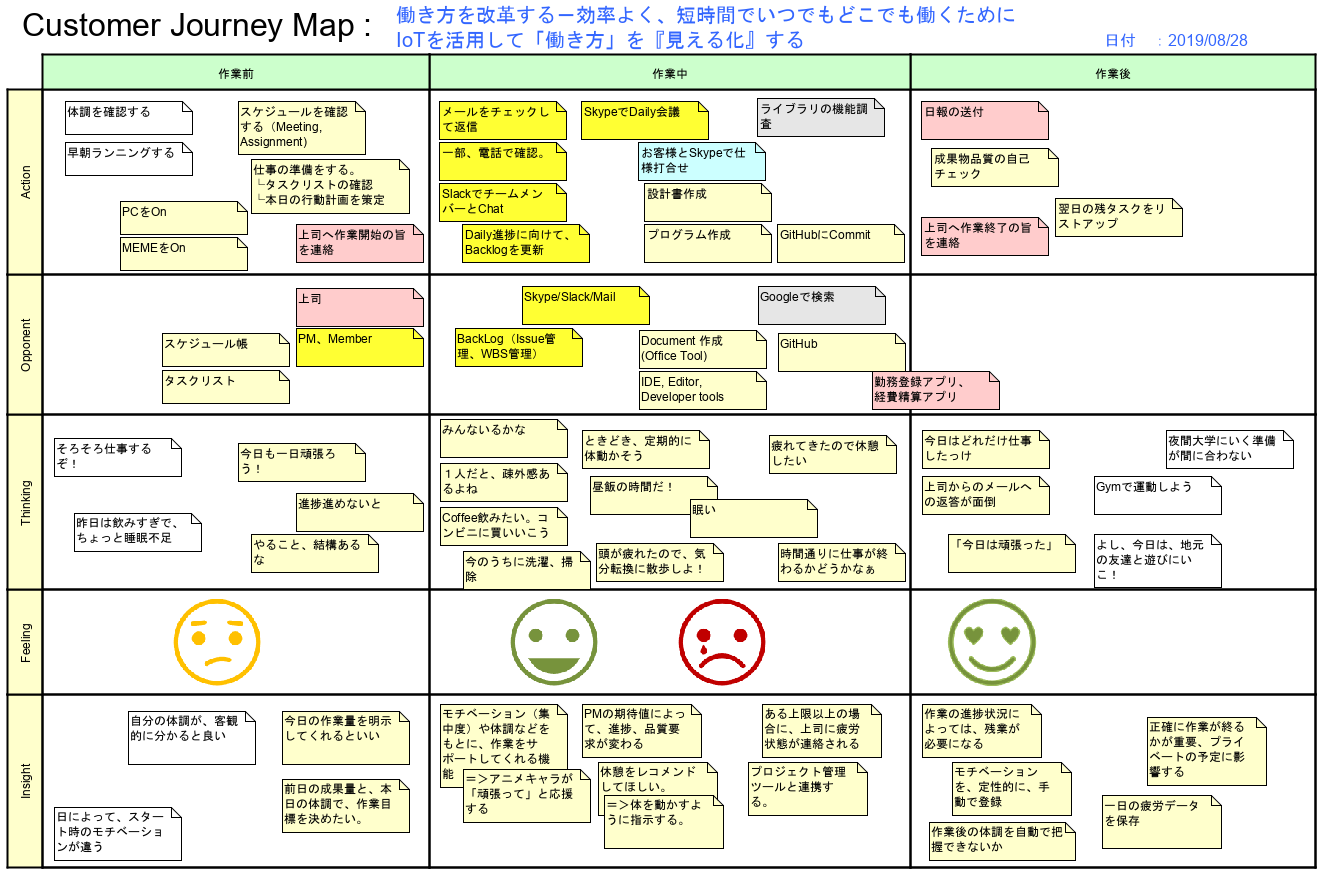 Customer Journey Map :
働き方を改革するー効率よく、短時間でいつでもどこでも働くために
IoTを活用して「働き方」を『見える化』する
日付　：2019/08/28
作業前
作業中
作業後
Action
体調を確認する
早朝ランニングする
スケジュールを確認
する（Meeting,
Assignment)
仕事の準備をする。
└タスクリストの確認
└本日の行動計画を策定
PCをOn
MEMEをOn
上司へ作業開始の旨
を連絡
メールをチェックし
て返信
一部、電話で確認。
Slackでチームメン
バーとChat
Daily進捗に向けて、
Backlogを更新
SkypeでDaily会議
お客様とSkypeで仕
様打合せ
設計書作成
プログラム作成
ライブラリの機能調
査
GitHubにCommit
日報の送付
成果物品質の自己
チェック
上司へ作業終了の旨
を連絡
翌日の残タスクをリ
ストアップ
Opponent
上司
PM、Member
スケジュール帳
タスクリスト
Skype/Slack/Mail
BackLog（Issue管
理、WBS管理）
Document 作成
(Office Tool)
IDE, Editor,
Developer tools
Googleで検索
GitHub
勤務登録アプリ、
経費精算アプリ
Thinking
そろそろ仕事する
ぞ！
昨日は飲みすぎで、
ちょっと睡眠不足
今日も一日頑張ろ
う！
進捗進めないと
やること、結構ある
な
みんないるかな
１人だと、疎外感あ
るよね
Coffee飲みたい。コ
ンビニに買いいこう
今のうちに洗濯、掃
除
ときどき、定期的に
体動かそう
昼飯の時間だ！
眠い
頭が疲れたので、気
分転換に散歩しよ！
疲れてきたので休憩
したい
時間通りに仕事が終
わるかどうかなぁ
今日はどれだけ仕事
したっけ
上司からのメールへ
の返答が面倒
「今日は頑張った」
夜間大学にいく準備
が間に合わない
Gymで運動しよう
よし、今日は、地元
の友達と遊びにい
こ！
Feeling
Insight
自分の体調が、客観
的に分かると良い
日によって、スター
ト時のモチベーショ
ンが違う
今日の作業量を明示
してくれるといい
前日の成果量と、本
日の体調で、作業目
標を決めたい。
モチベーション（集
中度）や体調などを
もとに、作業をサ
ポートしてくれる機
能
＝＞アニメキャラが
「頑張って」と応援
する
PMの期待値によっ
て、進捗、品質要
求が変わる
休憩をレコメンド
してほしい。
＝＞体を動かすよ
うに指示する。
ある上限以上の場
合に、上司に疲労
状態が連絡される
プロジェクト管理
ツールと連携す
る。
作業の進捗状況に
よっては、残業が
必要になる
モチベーション
を、定性的に、手
動で登録
作業後の体調を自動で把
握できないか
正確に作業が終る
かが重要、プライ
ベートの予定に影
響する
一日の疲労データ
を保存